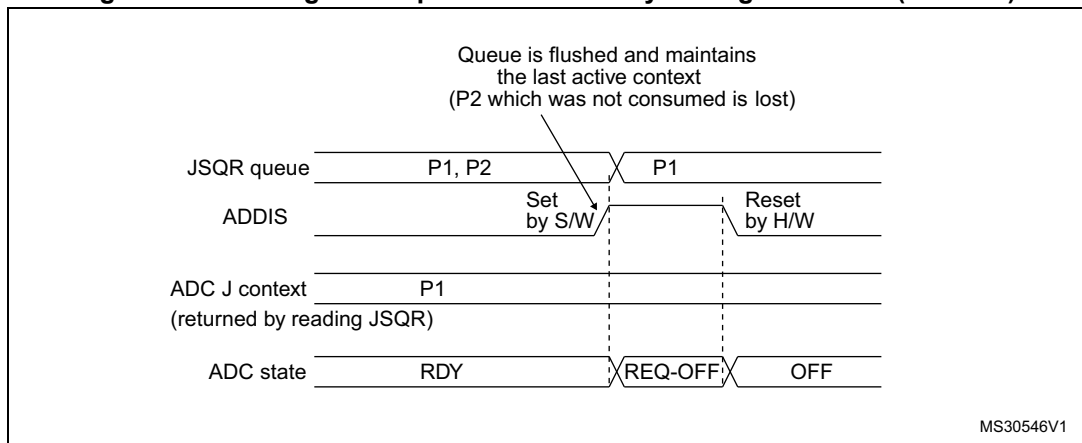 Queue is flushed and maintains
the last active context
(P2 which was not consumed is lost)
JSQR queue P1, P2 P1
ADDIS Set by S/W Reset by H/W
ADC J context P1
(returned by reading JSQR)
ADC state RDY REQ-OFF OFF
MS30546V1